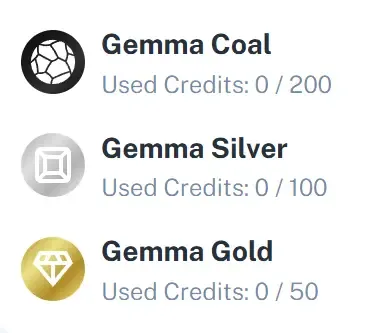 Gemma Coal
Used Credits: 0 / 200
Gemma Silver
Used Credits: 0 / 100
Gemma Gold
Used Credits: 0 / 50